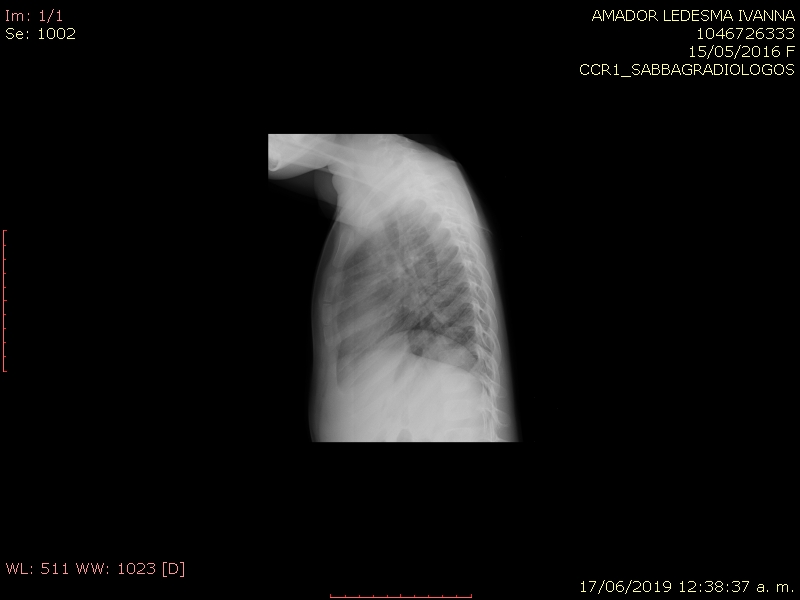 Im: 1/1
Se: 1002
AMADOR LEDESMA IVANNA
1046726333
15/05/2016 F
CCR1_SABBAGRADIOLOGOS
WL: 511 WW: 1023 [D]
17/06/2019 12:38:37 a. m.